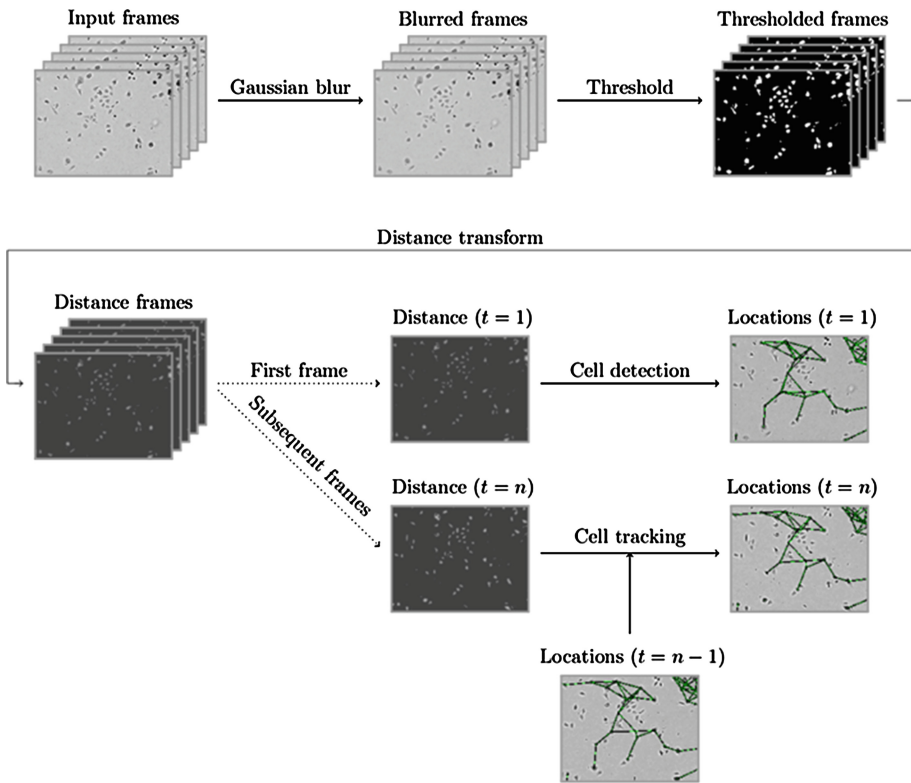 Input frames
Blurred frames
Thresholded frames
Gaussian blur
Threshold
Distance transform
Distance frames
Distance (t = 1)
Locations (t = 1)
First frame
Cell detection
Subsequent frames
Distance (t = n)
Locations (t = n)
Cell tracking
Locations (t = n − 1)